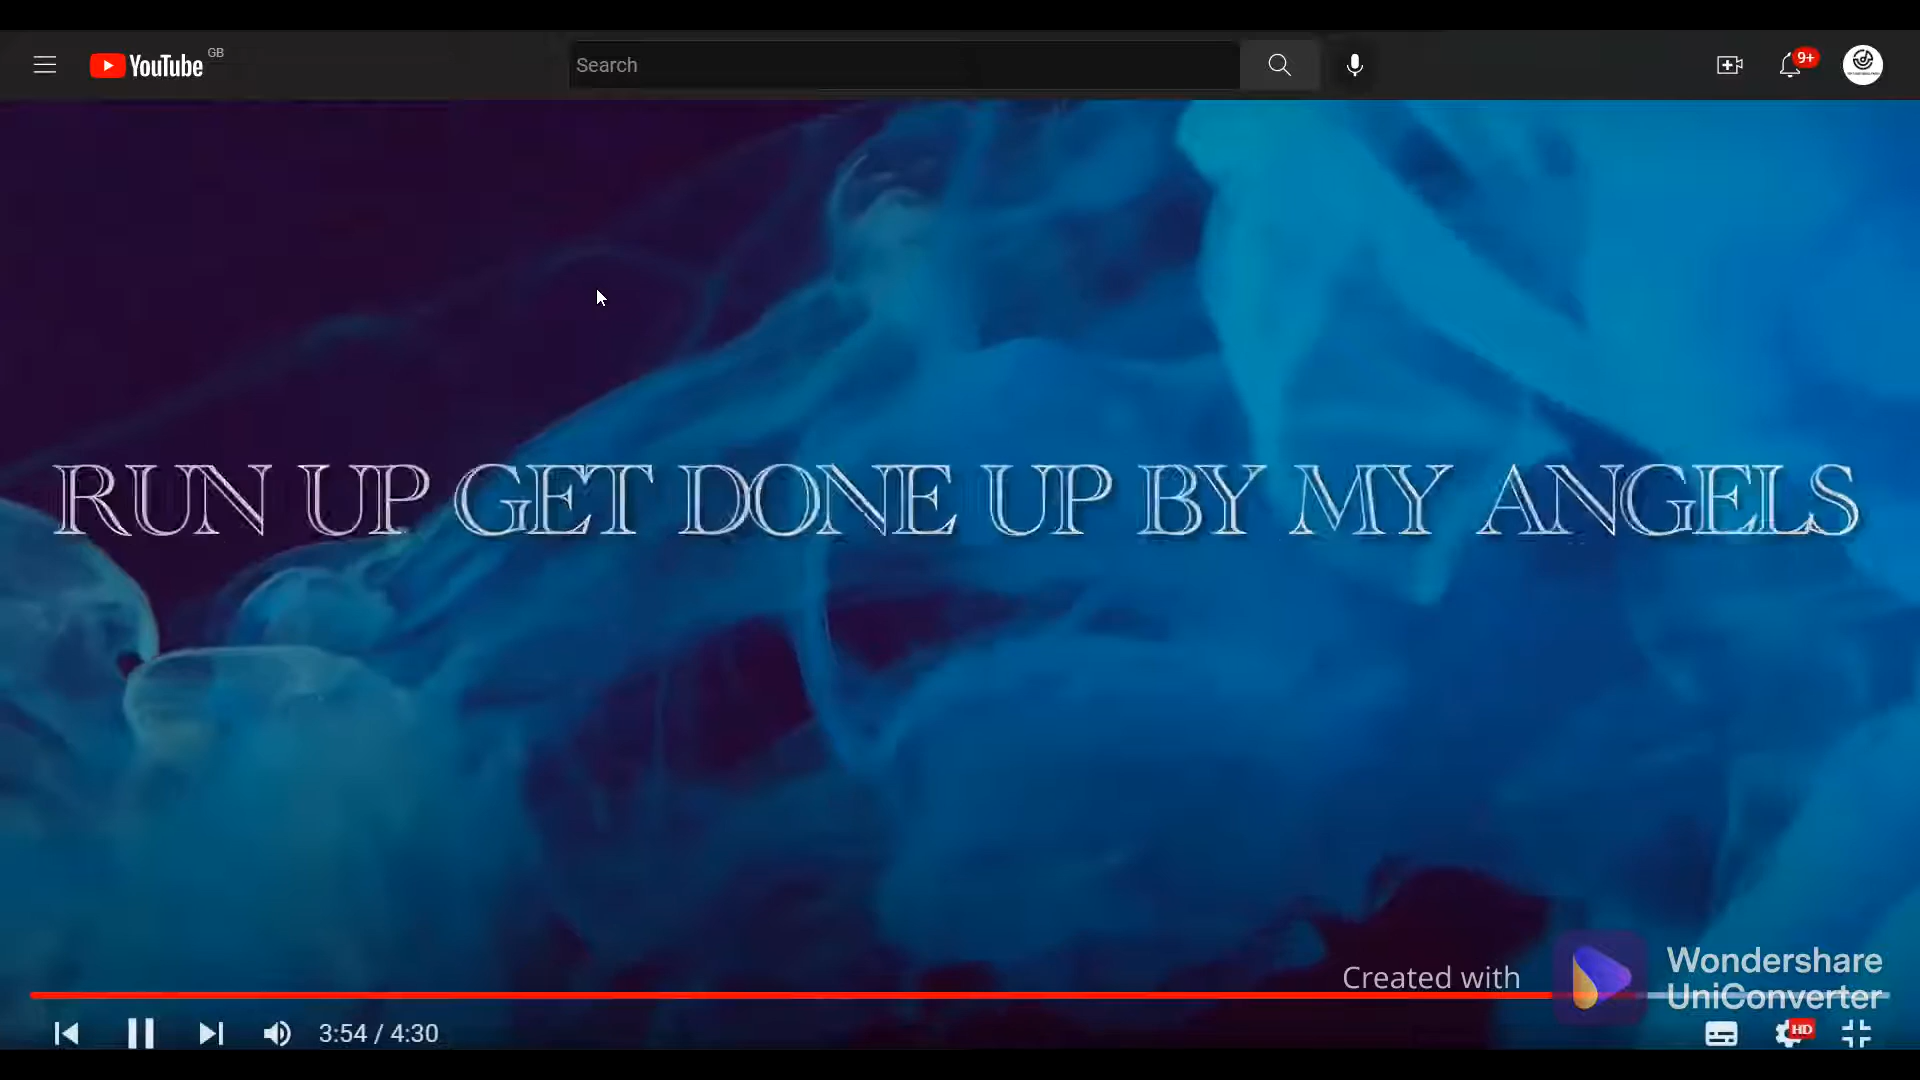 YouTube GB
Search
9+
RUN UP GET DONE UP BY MY ANGELS
Created with
Wondershare
UniConverter
3:54 / 4:30
HD